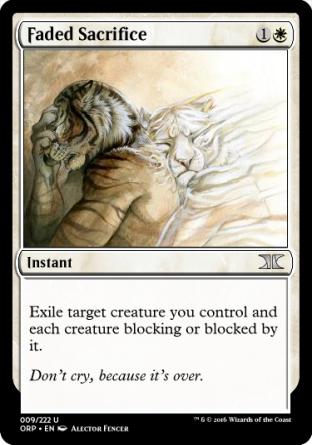 Faded Sacrifice 1
Instant
Exile target creature you control and
each creature blocking or blocked by
it.
Don't cry, because it's over.
009/222 U
ORP • EN ALECTOR FENCER
™ & © 2016 Wizards of the Coast